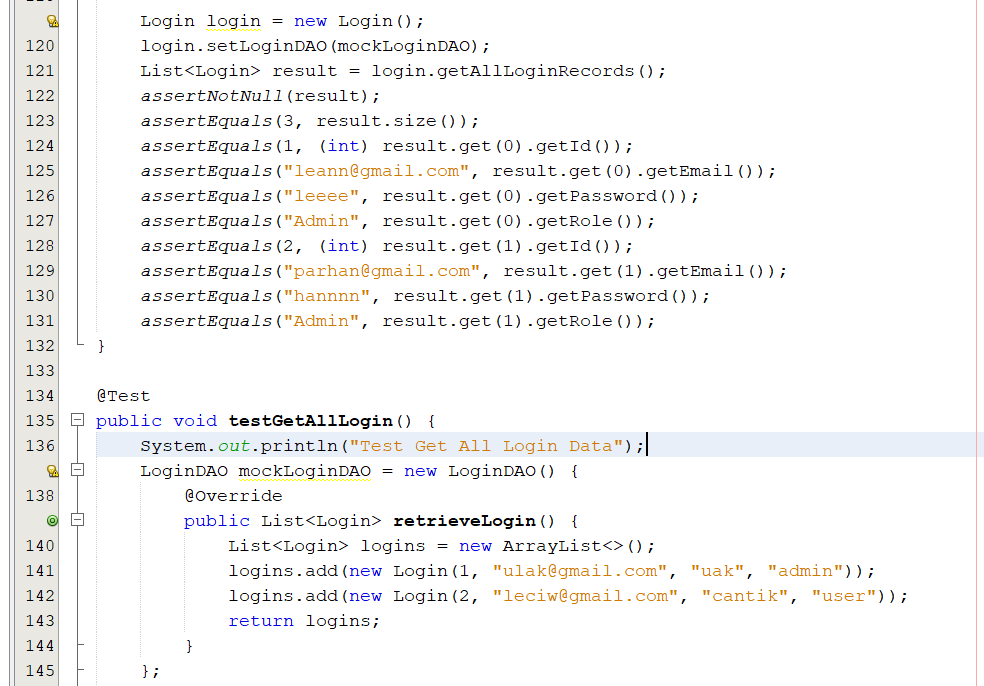 Login login = new Login();
120 login.setLoginDAO(mockLoginDAO);
121 List<Login> result = login.getAllLoginRecords();
122 assertNotNull(result);
123 assertEquals(3, result.size());
124 assertEquals(1, (int) result.get(0).getId());
125 assertEquals("leann@gmail.com", result.get(0).getEmail());
126 assertEquals("leeee", result.get(0).getPassword());
127 assertEquals("Admin", result.get(0).getRole());
128 assertEquals(2, (int) result.get(1).getId());
129 assertEquals("parhan@gmail.com", result.get(1).getEmail());
130 assertEquals("hannnn", result.get(1).getPassword());
131 assertEquals("Admin", result.get(1).getRole());
132 }
133
134 @Test
135 public void testGetAllLogin() {
136 System.out.println("Test Get All Login Data");
LoginDAO mockLoginDAO = new LoginDAO() {
138 @Override
public List<Login> retrieveLogin() {
140 List<Login> logins = new ArrayList<>();
141 logins.add(new Login(1, "ulak@gmail.com", "uak", "admin"));
142 logins.add(new Login(2, "leciw@gmail.com", "cantik", "user"));
143 return logins;
144 }
145 };